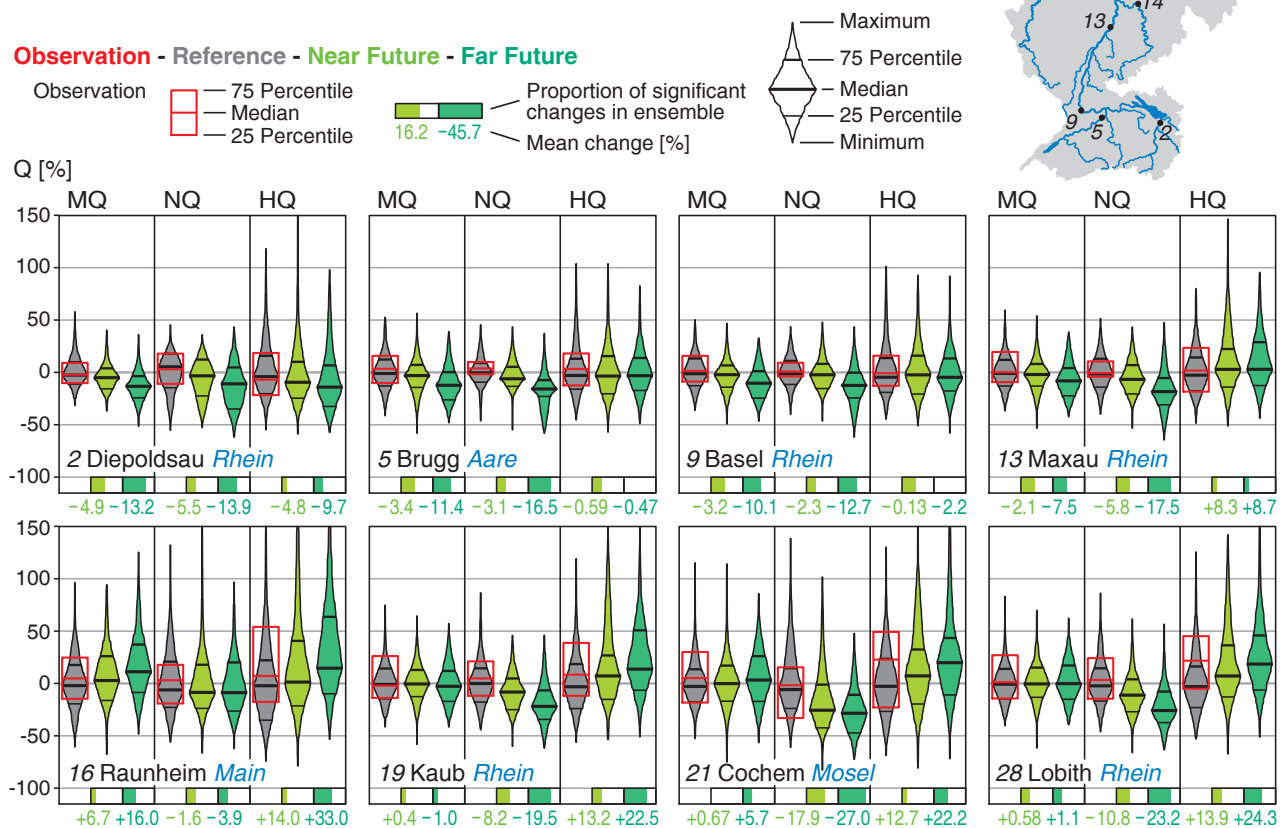 14
13
Observation - Reference - Near Future - Far Future
Observation
75 Percentile
Median
25 Percentile
16.2 −45.7
Proportion of significant
changes in ensemble
Mean change [%]
Maximum
75 Percentile
Median
25 Percentile
Minimum
9
5
2
Q [%]
MQ NQ HQ MQ NQ HQ MQ NQ HQ MQ NQ HQ
150
100
50
0
-50
-100
2 Diepoldsau Rhein 5 Brugg Aare 9 Basel Rhein 13 Maxau Rhein
−4.9 −13.2 −5.5 −13.9 −4.8 −9.7 −3.4 −11.4 −3.1 −16.5 −0.59 −0.47 −3.2 −10.1 −2.3 −12.7 −0.13 −2.2 −2.1 −7.5 −5.8 −17.5 +8.3 +8.7
150
100
50
0
-50
-100
16 Raunheim Main 19 Kaub Rhein 21 Cochem Mosel 28 Lobith Rhein
+6.7 +16.0 −1.6 −3.9 +14.0 +33.0 +0.4 −1.0 −8.2 −19.5 +13.2 +22.5 +0.67 +5.7 −17.9 −27.0 +12.7 +22.2 +0.58 +1.1 −10.8 −23.2 +13.9 +24.3